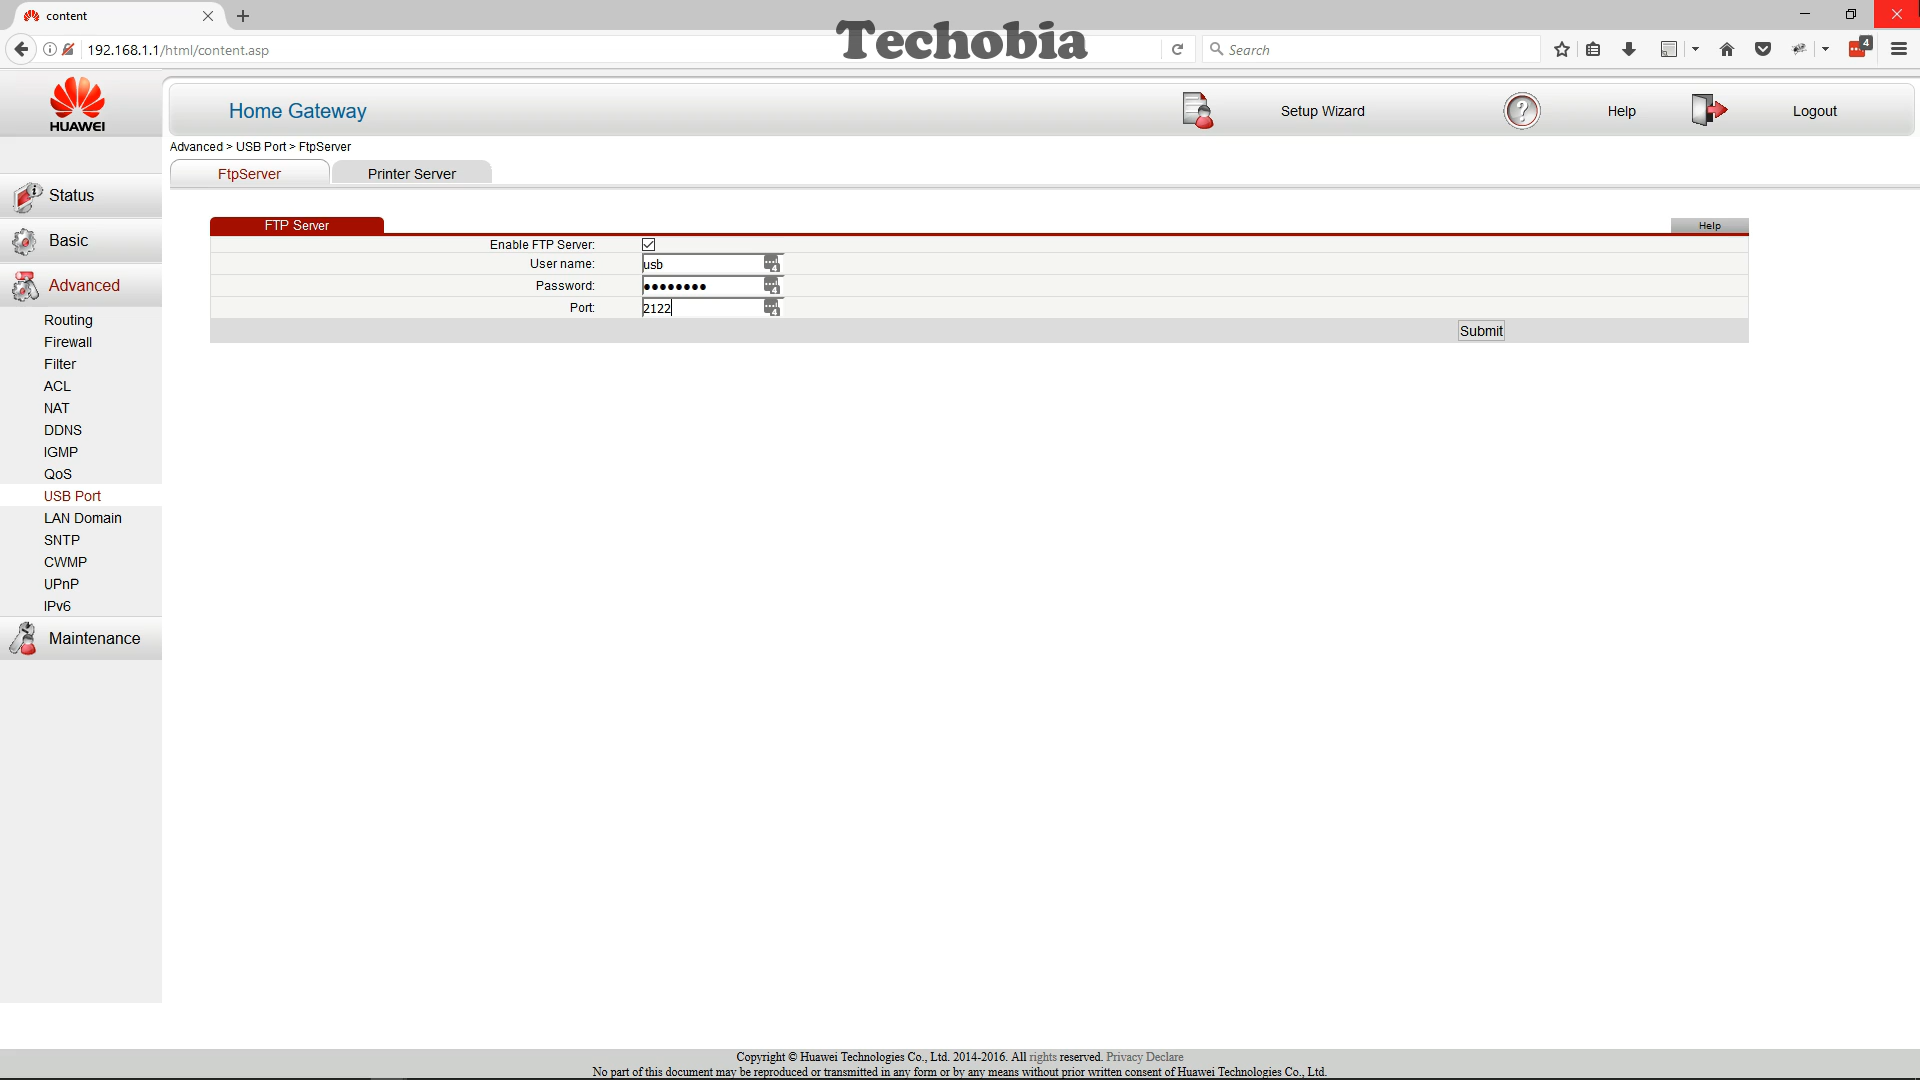 content
192.168.1.1/html/content.asp
Techobia
Search
4
HUAWEI
Home Gateway
Setup Wizard
Help
Logout
Advanced > USB Port > FtpServer
FtpServer
Printer Server
Status
Basic
Advanced
Routing
Firewall
Filter
ACL
NAT
DDNS
IGMP
QoS
USB Port
LAN Domain
SNTP
CWMP
UPnP
IPv6
Maintenance
FTP Server
Help
Enable FTP Server:
User name: usb 4
Password: ●●●●●●●● 4
Port: 2122 4
Submit
Copyright © Huawei Technologies Co., Ltd. 2014-2016. All rights reserved. Privacy Declare
No part of this document may be reproduced or transmitted in any form or by any means without prior written consent of Huawei Technologies Co., Ltd.